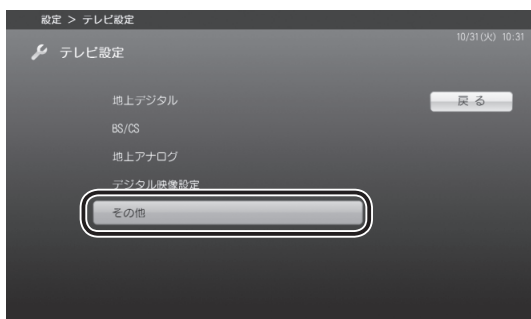 設定 > テレビ設定
10/31(火) 10:31
テレビ設定
地上デジタル
戻る
BS/CS
地上アナログ
デジタル映像設定
その他